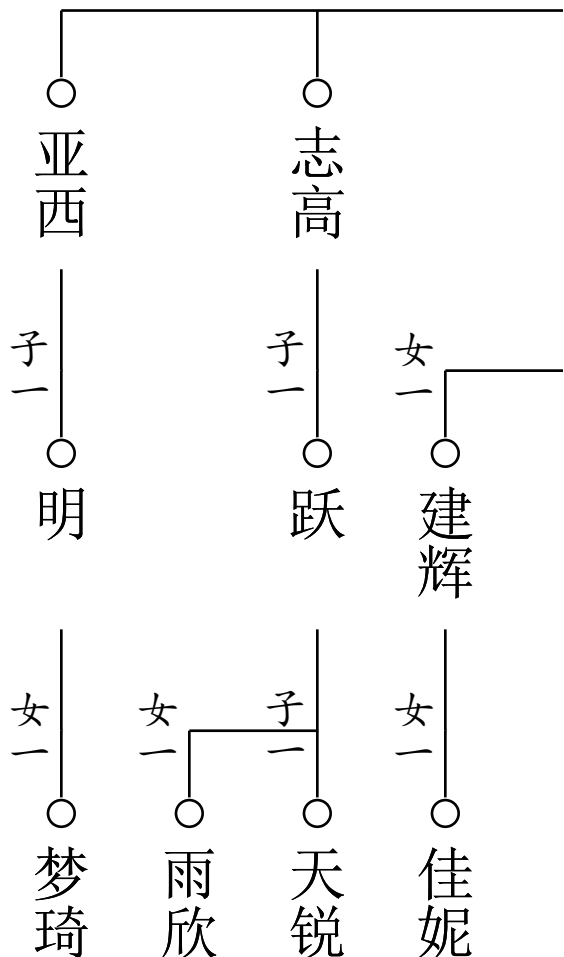 亚西
志高
子一
子一
女一
明
跃
建辉
女一
女一
子一
女一
梦琦
雨欣
天锐
佳妮